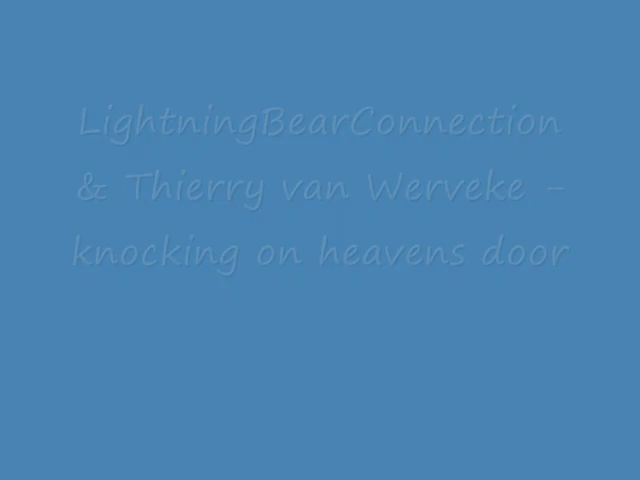 LightningBearConnection
& Thierry van Werveke -
knocking on heavens door